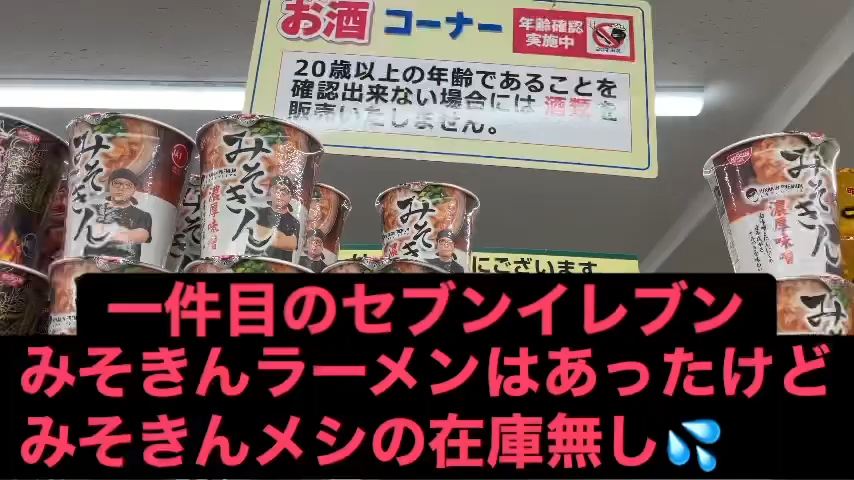 お酒 コーナー
年齢確認
実施中
20歳以上の年齢であることを
確認出来ない場合には 酒類を
販売いたしません。
みそきん
みそきん
濃厚味噌
みそきん
みそきん
濃厚味噌
NISSIN
にございます
一件目のセブンイレブン
みそきんラーメンはあったけど
みそきんメシの在庫無し💦